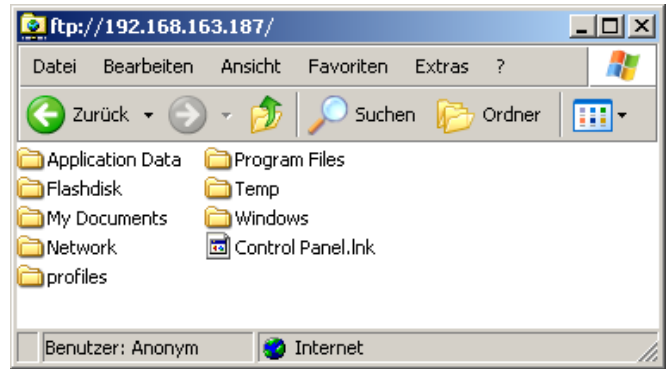 ftp://192.168.163.187/
Datei Bearbeiten Ansicht Favoriten Extras ?
Zurück Suchen Ordner
Application Data Program Files
Flashdisk Temp
My Documents Windows
Network Control Panel.lnk
profiles
Benutzer: Anonym Internet